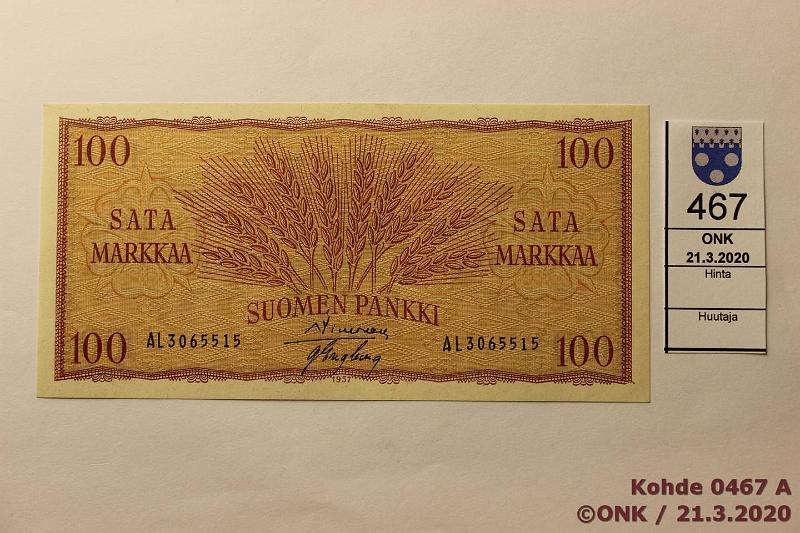 100 100
SATA SATA
MARKKAA MARKKAA
SUOMEN PANKKI
100 AL3065515 AL3065515 100
1957
467
ONK
21.3.2020
Hinta
Huutaja
Kohde 0467 A
©ONK / 21.3.2020